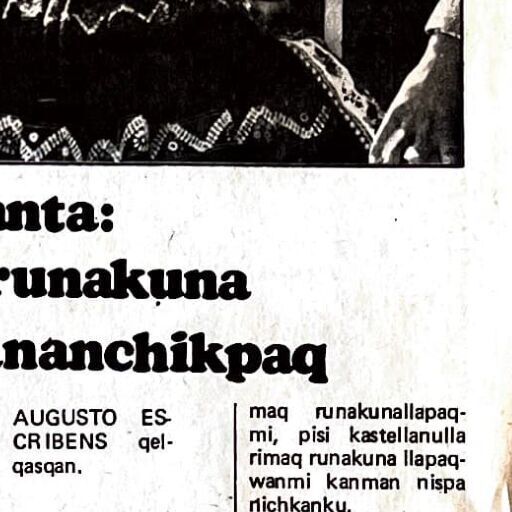 anta:
runakuna
nanchikpaq
AUGUSTO ES-
CRIBENS qel-
qasqan.
maq runakunallapaq-
mi, pisi kastellanulla
rimaq runakuna llapaq-
wanmi kanman nispa
nichkanku.